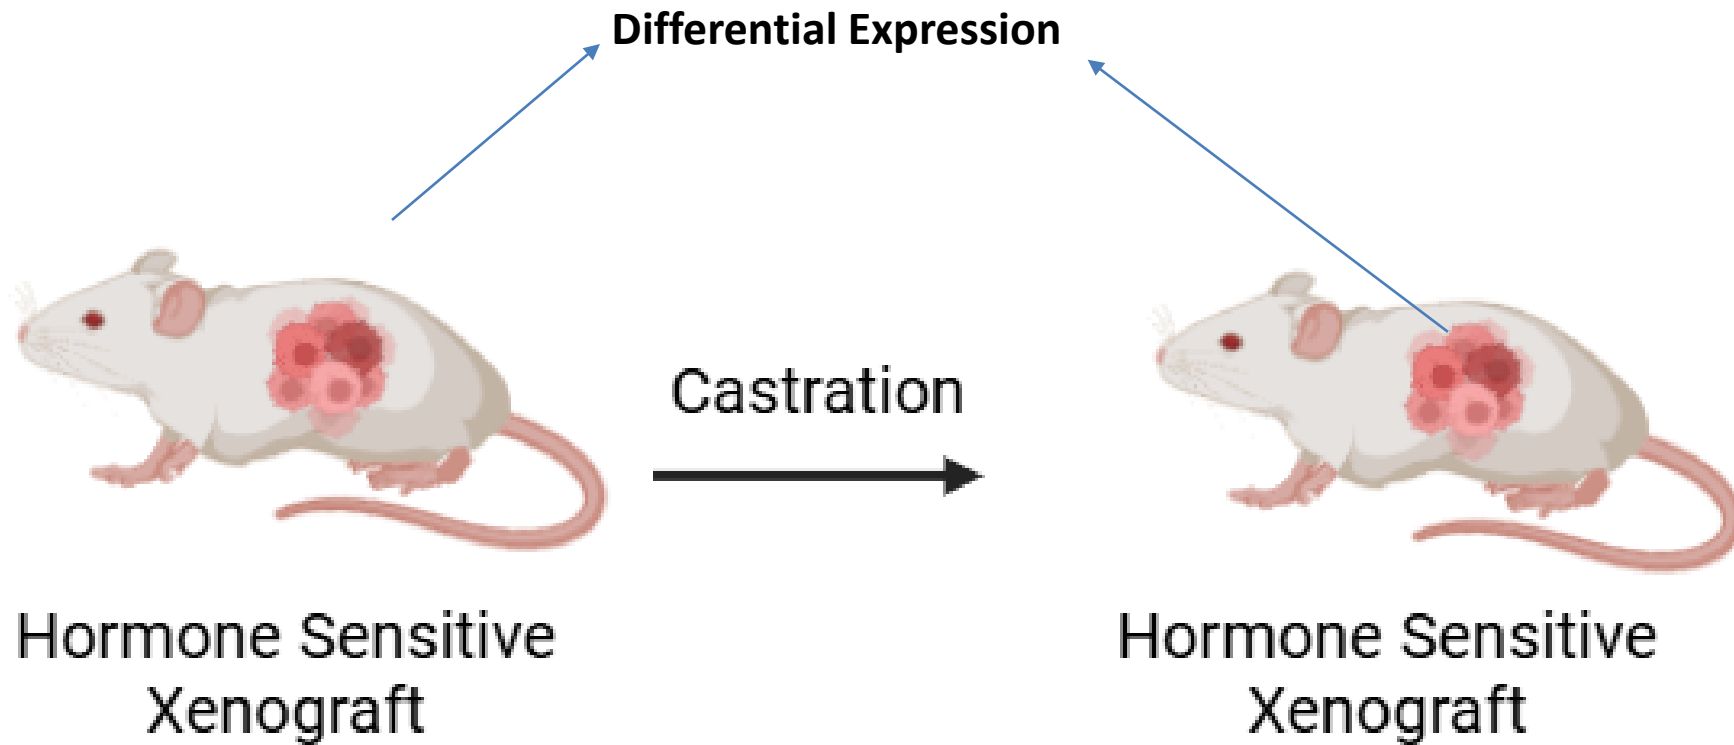 Differential Expression
Castration
Hormone Sensitive
Xenograft
Hormone Sensitive
Xenograft